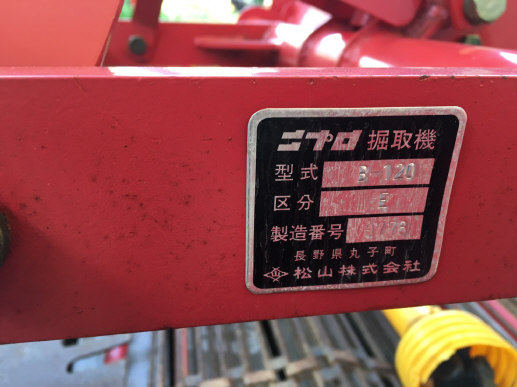 ニプロ 掘取機
型式 B-120
区分 E
製造番号
長野県丸子町
松山株式会社